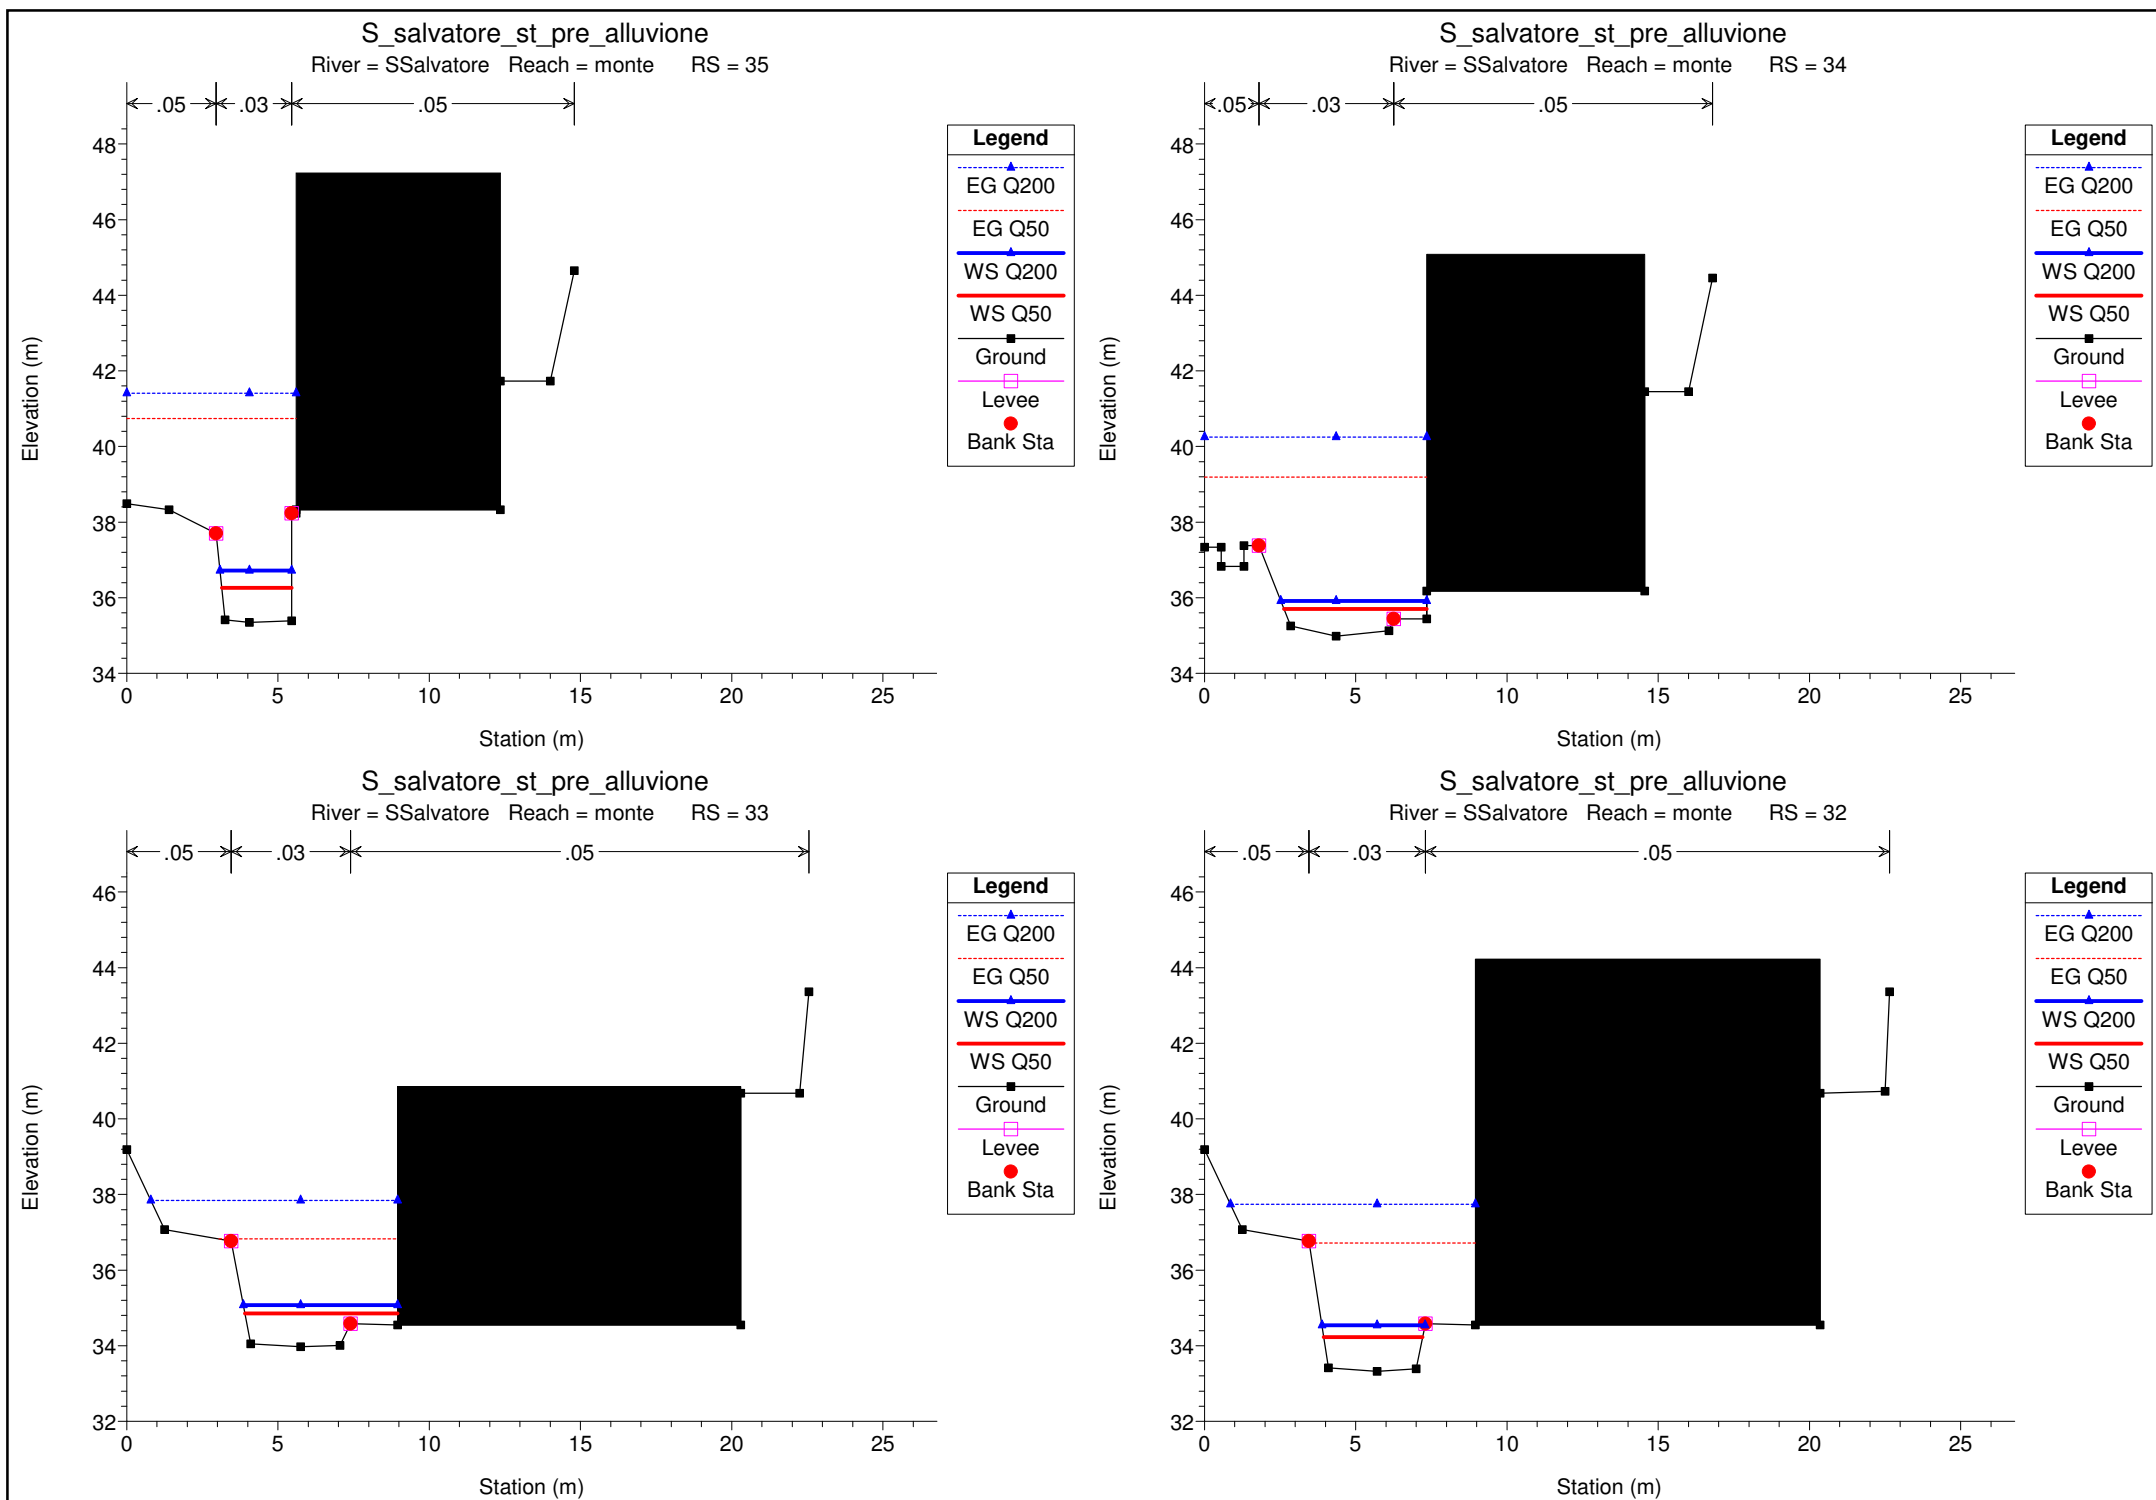 S_salvatore_st_pre_alluvione
River = SSalvatore Reach = monte RS = 35
.05 .03 .05
48
46
44
42
40
38
36
34
0 5 10 15 20 25
Elevation (m)
Station (m)
Legend
EG Q200
EG Q50
WS Q200
WS Q50
Ground
Levee
Bank Sta
S_salvatore_st_pre_alluvione
River = SSalvatore Reach = monte RS = 34
.05 .03 .05
48
46
44
42
40
38
36
34
0 5 10 15 20 25
Elevation (m)
Station (m)
Legend
EG Q200
EG Q50
WS Q200
WS Q50
Ground
Levee
Bank Sta
S_salvatore_st_pre_alluvione
River = SSalvatore Reach = monte RS = 33
.05 .03 .05
46
44
42
40
38
36
34
32
0 5 10 15 20 25
Elevation (m)
Station (m)
Legend
EG Q200
EG Q50
WS Q200
WS Q50
Ground
Levee
Bank Sta
S_salvatore_st_pre_alluvione
River = SSalvatore Reach = monte RS = 32
.05 .03 .05
46
44
42
40
38
36
34
32
0 5 10 15 20 25
Elevation (m)
Station (m)
Legend
EG Q200
EG Q50
WS Q200
WS Q50
Ground
Levee
Bank Sta